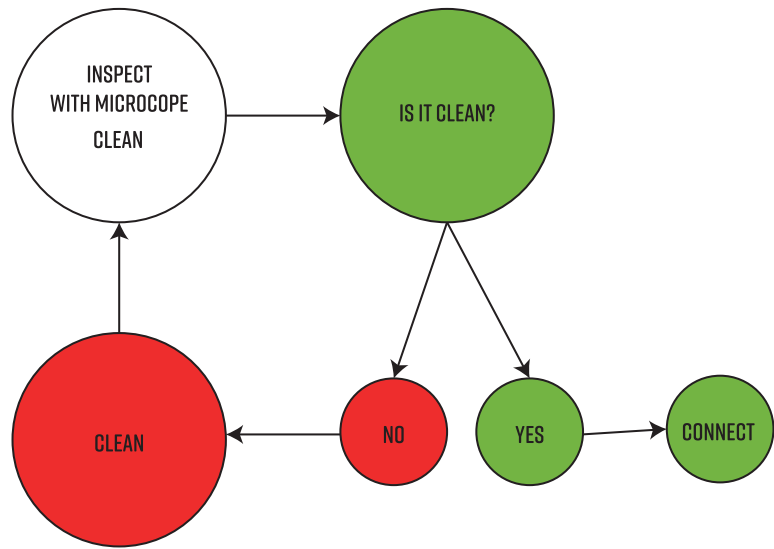 INSPECT
WITH MICROCOPE
CLEAN
IS IT CLEAN?
CLEAN
NO
YES
CONNECT